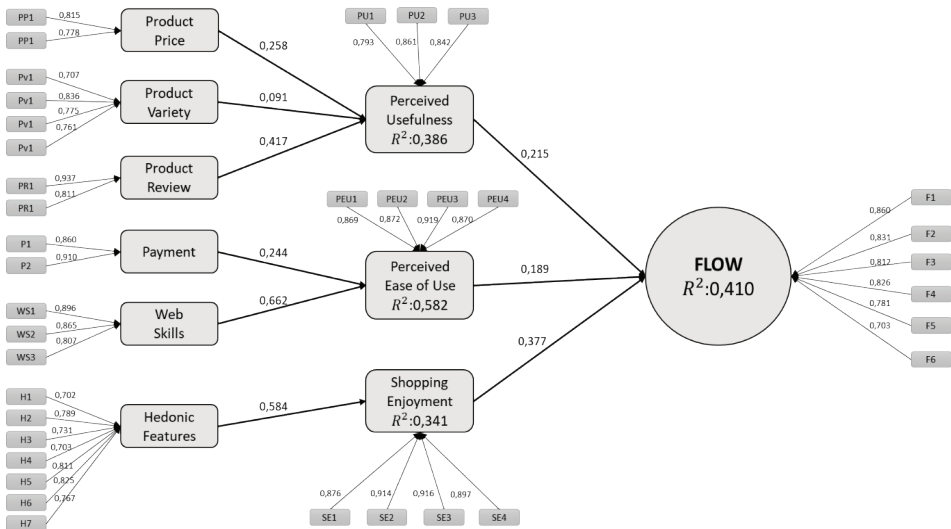 PP1
0,815
PP1
0,778
Product
Price
0,258
Pv1
0,707
Pv1
0,836
Pv1
0,775
Pv1
0,761
Product
Variety
0,091
PR1
0,937
PR1
0,811
Product
Review
0,417
PU1
PU2
PU3
0,793
0,861
0,842
Perceived
Usefulness
R²:0,386
0,215
P1
0,860
P2
0,910
Payment
0,244
WS1
0,896
WS2
0,865
WS3
0,807
Web
Skills
0,662
PEU1
PEU2
PEU3
PEU4
0,869
0,872
0,919
0,870
Perceived
Ease of Use
R²:0,582
0,189
H1
0,702
H2
0,789
H3
0,731
H4
0,703
H5
0,811
H6
0,825
H7
0,767
Hedonic
Features
0,584
Shopping
Enjoyment
R²:0,341
0,377
0,876
0,914
0,916
0,897
SE1
SE2
SE3
SE4
FLOW
R²:0,410
F1
0,860
F2
0,831
F3
0,812
F4
0,826
F5
0,781
F6
0,703